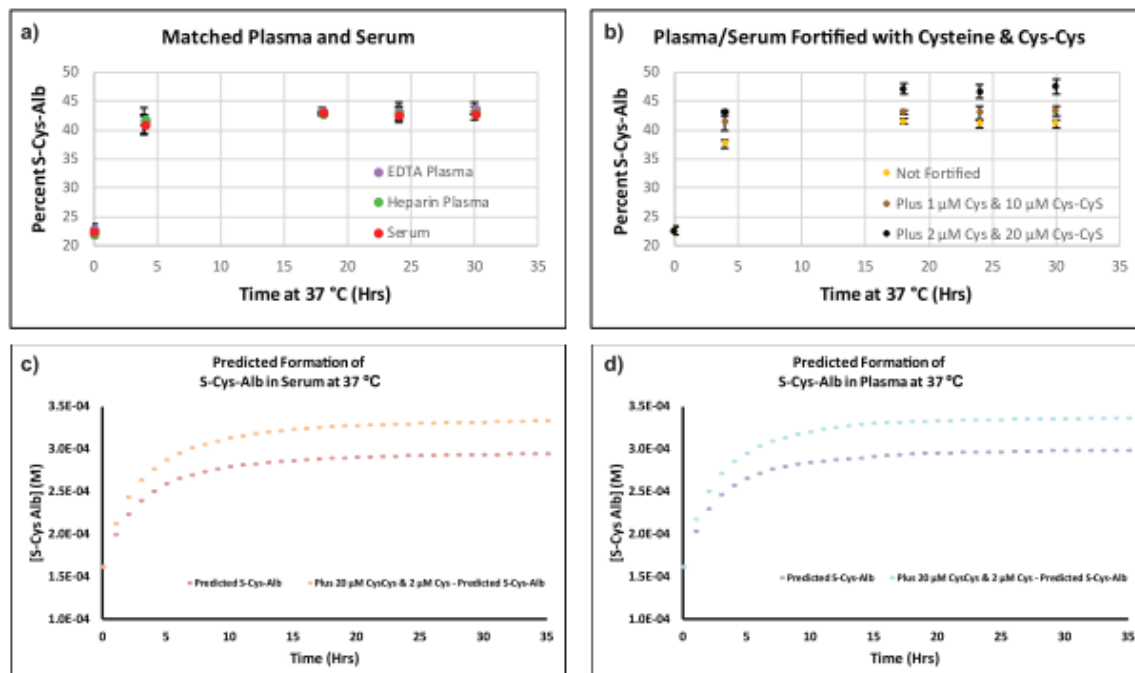 a)
Matched Plasma and Serum
Percent S-Cys-Alb
50
45
40
35
30
25
20
EDTA Plasma
Heparin Plasma
Serum
0 5 10 15 20 25 30 35
Time at 37 °C (Hrs)
b)
Plasma/Serum Fortified with Cysteine & Cys-Cys
Percent S-Cys-Alb
50
45
40
35
30
25
20
Not Fortified
Plus 1 µM Cys & 10 µM Cys-CyS
Plus 2 µM Cys & 20 µM Cys-CyS
0 5 10 15 20 25 30 35
Time at 37 °C (Hrs)
c)
Predicted Formation of
S-Cys-Alb in Serum at 37 °C
[S-Cys Alb] (M)
3.5E-04
3.0E-04
2.5E-04
2.0E-04
1.5E-04
1.0E-04
Predicted S-Cys-Alb Plus 20 µM CysCys & 2 µM Cys - Predicted S-Cys-Alb
0 5 10 15 20 25 30 35
Time (Hrs)
d)
Predicted Formation of
S-Cys-Alb in Plasma at 37 °C
[S-Cys Alb] (M)
3.5E-04
3.0E-04
2.5E-04
2.0E-04
1.5E-04
1.0E-04
Predicted S-Cys-Alb Plus 20 µM CysCys & 2 µM Cys - Predicted S-Cys-Alb
0 5 10 15 20 25 30 35
Time (Hrs)